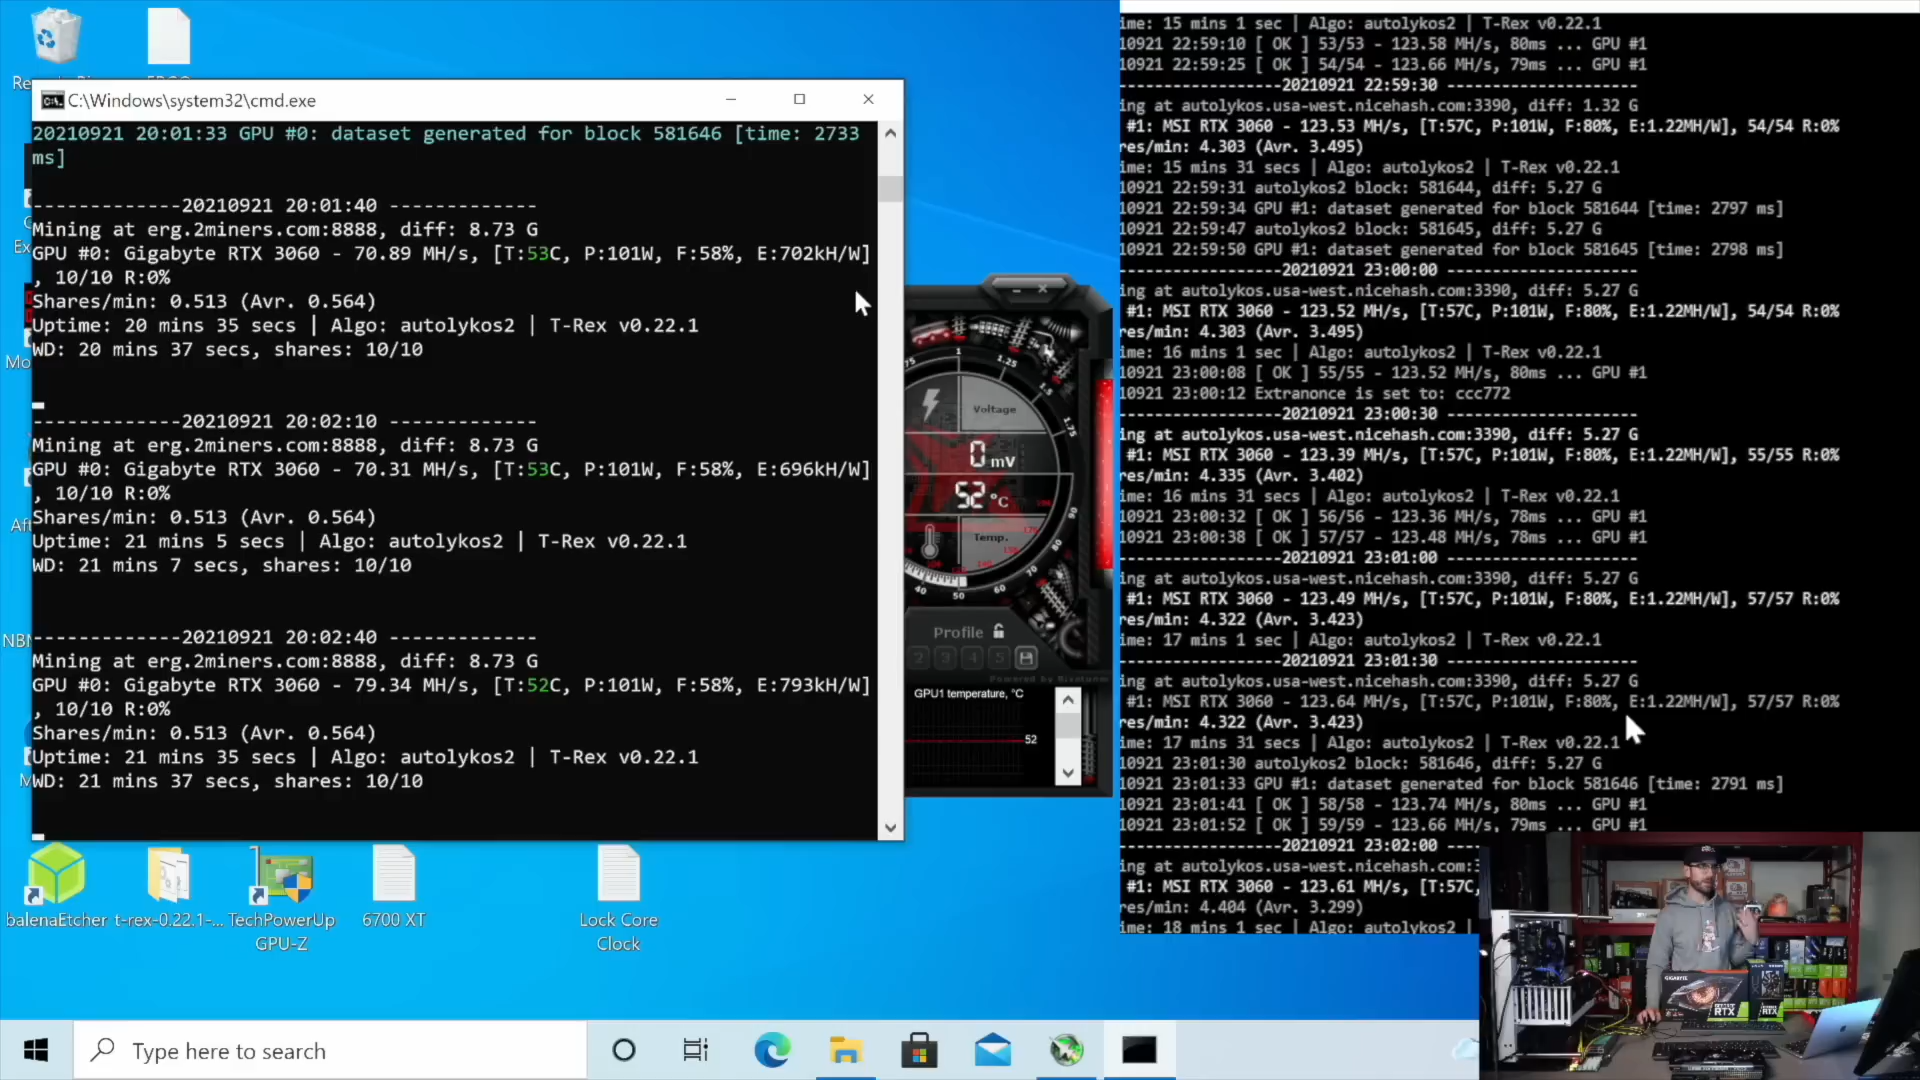 C:\Windows\system32\cmd.exe
20210921 20:01:33 GPU #0: dataset generated for block 581646 [time: 2733
ms]
-------------20210921 20:01:40 -------------
Mining at erg.2miners.com:8888, diff: 8.73 G
GPU #0: Gigabyte RTX 3060 - 70.89 MH/s, [T:53C, P:101W, F:58%, E:702kH/W]
, 10/10 R:0%
Shares/min: 0.513 (Avr. 0.564)
Uptime: 20 mins 35 secs | Algo: autolykos2 | T-Rex v0.22.1
WD: 20 mins 37 secs, shares: 10/10
-------------20210921 20:02:10 -------------
Mining at erg.2miners.com:8888, diff: 8.73 G
GPU #0: Gigabyte RTX 3060 - 70.31 MH/s, [T:53C, P:101W, F:58%, E:696kH/W]
, 10/10 R:0%
Shares/min: 0.513 (Avr. 0.564)
Uptime: 21 mins 5 secs | Algo: autolykos2 | T-Rex v0.22.1
WD: 21 mins 7 secs, shares: 10/10
-------------20210921 20:02:40 -------------
Mining at erg.2miners.com:8888, diff: 8.73 G
GPU #0: Gigabyte RTX 3060 - 79.34 MH/s, [T:52C, P:101W, F:58%, E:793kH/W]
, 10/10 R:0%
Shares/min: 0.513 (Avr. 0.564)
Uptime: 21 mins 35 secs | Algo: autolykos2 | T-Rex v0.22.1
WD: 21 mins 37 secs, shares: 10/10
Voltage
0 mV
52 °C
Temp.
Profile
2 3 4 5
GPU1 temperature, °C
52
ime: 15 mins 1 sec | Algo: autolykos2 | T-Rex v0.22.1
10921 22:59:10 [ OK ] 53/53 - 123.58 MH/s, 80ms ... GPU #1
10921 22:59:25 [ OK ] 54/54 - 123.66 MH/s, 79ms ... GPU #1
-------------------20210921 22:59:30 ----------------------
ing at autolykos.usa-west.nicehash.com:3390, diff: 1.32 G
#1: MSI RTX 3060 - 123.53 MH/s, [T:57C, P:101W, F:80%, E:1.22MH/W], 54/54 R:0%
res/min: 4.303 (Avr. 3.495)
ime: 15 mins 31 secs | Algo: autolykos2 | T-Rex v0.22.1
10921 22:59:31 autolykos2 block: 581644, diff: 5.27 G
10921 22:59:34 GPU #1: dataset generated for block 581644 [time: 2797 ms]
10921 22:59:47 autolykos2 block: 581645, diff: 5.27 G
10921 22:59:50 GPU #1: dataset generated for block 581645 [time: 2798 ms]
-------------------20210921 23:00:00 ----------------------
ing at autolykos.usa-west.nicehash.com:3390, diff: 5.27 G
#1: MSI RTX 3060 - 123.52 MH/s, [T:57C, P:101W, F:80%, E:1.22MH/W], 54/54 R:0%
res/min: 4.303 (Avr. 3.495)
ime: 16 mins 1 sec | Algo: autolykos2 | T-Rex v0.22.1
10921 23:00:08 [ OK ] 55/55 - 123.52 MH/s, 80ms ... GPU #1
10921 23:00:12 Extranonce is set to: ccc772
-------------------20210921 23:00:30 ----------------------
ing at autolykos.usa-west.nicehash.com:3390, diff: 5.27 G
#1: MSI RTX 3060 - 123.39 MH/s, [T:57C, P:101W, F:80%, E:1.22MH/W], 55/55 R:0%
res/min: 4.335 (Avr. 3.402)
ime: 16 mins 31 secs | Algo: autolykos2 | T-Rex v0.22.1
10921 23:00:32 [ OK ] 56/56 - 123.36 MH/s, 78ms ... GPU #1
10921 23:00:38 [ OK ] 57/57 - 123.48 MH/s, 78ms ... GPU #1
-------------------20210921 23:01:00 ----------------------
ing at autolykos.usa-west.nicehash.com:3390, diff: 5.27 G
#1: MSI RTX 3060 - 123.49 MH/s, [T:57C, P:101W, F:80%, E:1.22MH/W], 57/57 R:0%
res/min: 4.322 (Avr. 3.423)
ime: 17 mins 1 sec | Algo: autolykos2 | T-Rex v0.22.1
-------------------20210921 23:01:30 ----------------------
ing at autolykos.usa-west.nicehash.com:3390, diff: 5.27 G
#1: MSI RTX 3060 - 123.64 MH/s, [T:57C, P:101W, F:80%, E:1.22MH/W], 57/57 R:0%
res/min: 4.322 (Avr. 3.423)
ime: 17 mins 31 secs | Algo: autolykos2 | T-Rex v0.22.1
10921 23:01:30 autolykos2 block: 581646, diff: 5.27 G
10921 23:01:33 GPU #1: dataset generated for block 581646 [time: 2791 ms]
10921 23:01:41 [ OK ] 58/58 - 123.74 MH/s, 80ms ... GPU #1
10921 23:01:52 [ OK ] 59/59 - 123.66 MH/s, 79ms ... GPU #1
-------------------20210921 23:02:00 ---
ing at autolykos.usa-west.nicehash.com:3
#1: MSI RTX 3060 - 123.61 MH/s, [T:57C,
res/min: 4.404 (Avr. 3.299)
ime: 18 mins 1 sec | Algo: autolykos2 |
balenaEtcher
t-rex-0.22.1-...
TechPowerUp
GPU-Z
6700 XT
Lock Core
Clock
GIGABYTE
RTX
RTX
Type here to search